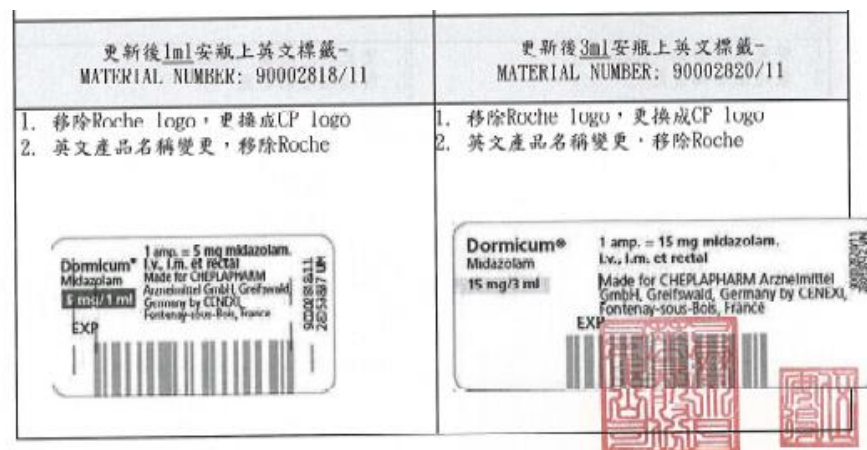 更新後1ml安瓶上英文標籤-
MATERIAL NUMBER: 90002818/11
更新後3ml安瓶上英文標籤-
MATERIAL NUMBER: 90002820/11
1. 移除Roche logo，更換成CP logo
2. 英文產品名稱變更，移除Roche
1. 移除Roche logo，更換成CP logo
2. 英文產品名稱變更，移除Roche
Dormicum®
Midazolam
5 mg/1 ml
EXP
1 amp. = 5 mg midazolam.
i.v., i.m. et rectal
Made for CHEPLAPHARM
Arzneimittel GmbH, Greifswald,
Germany by CENEXI,
Fontenay-sous-Bois, France
90002818/11
Dormicum®
Midazolam
15 mg/3 ml
EXP
1 amp. = 15 mg midazolam.
i.v., i.m. et rectal
Made for CHEPLAPHARM Arzneimittel
GmbH, Greifswald, Germany by CENEXI,
Fontenay-sous-Bois, France